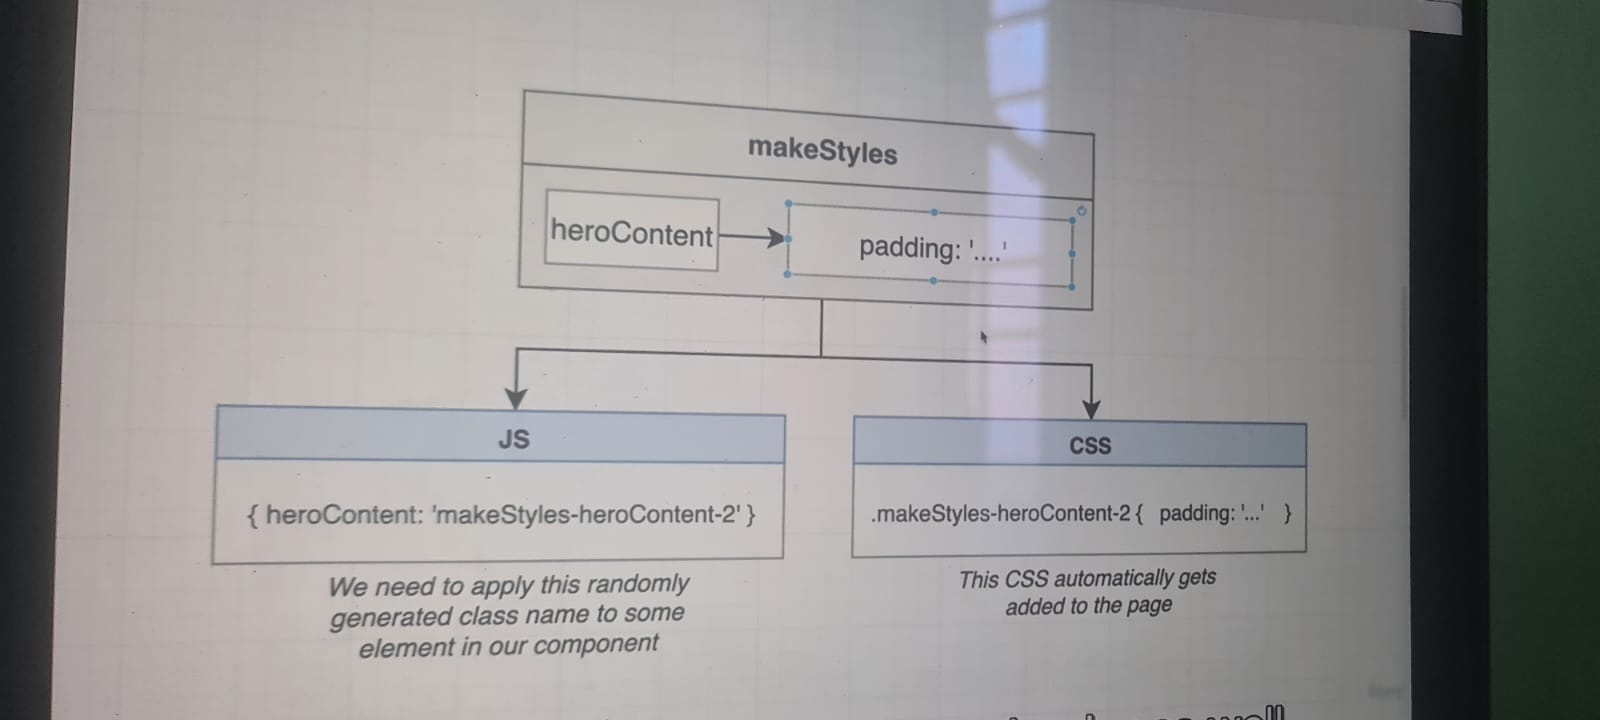 makeStyles
heroContent
padding: '....'
JS
{ heroContent: 'makeStyles-heroContent-2' }
We need to apply this randomly
generated class name to some
element in our component
CSS
.makeStyles-heroContent-2 { padding: '...' }
This CSS automatically gets
added to the page